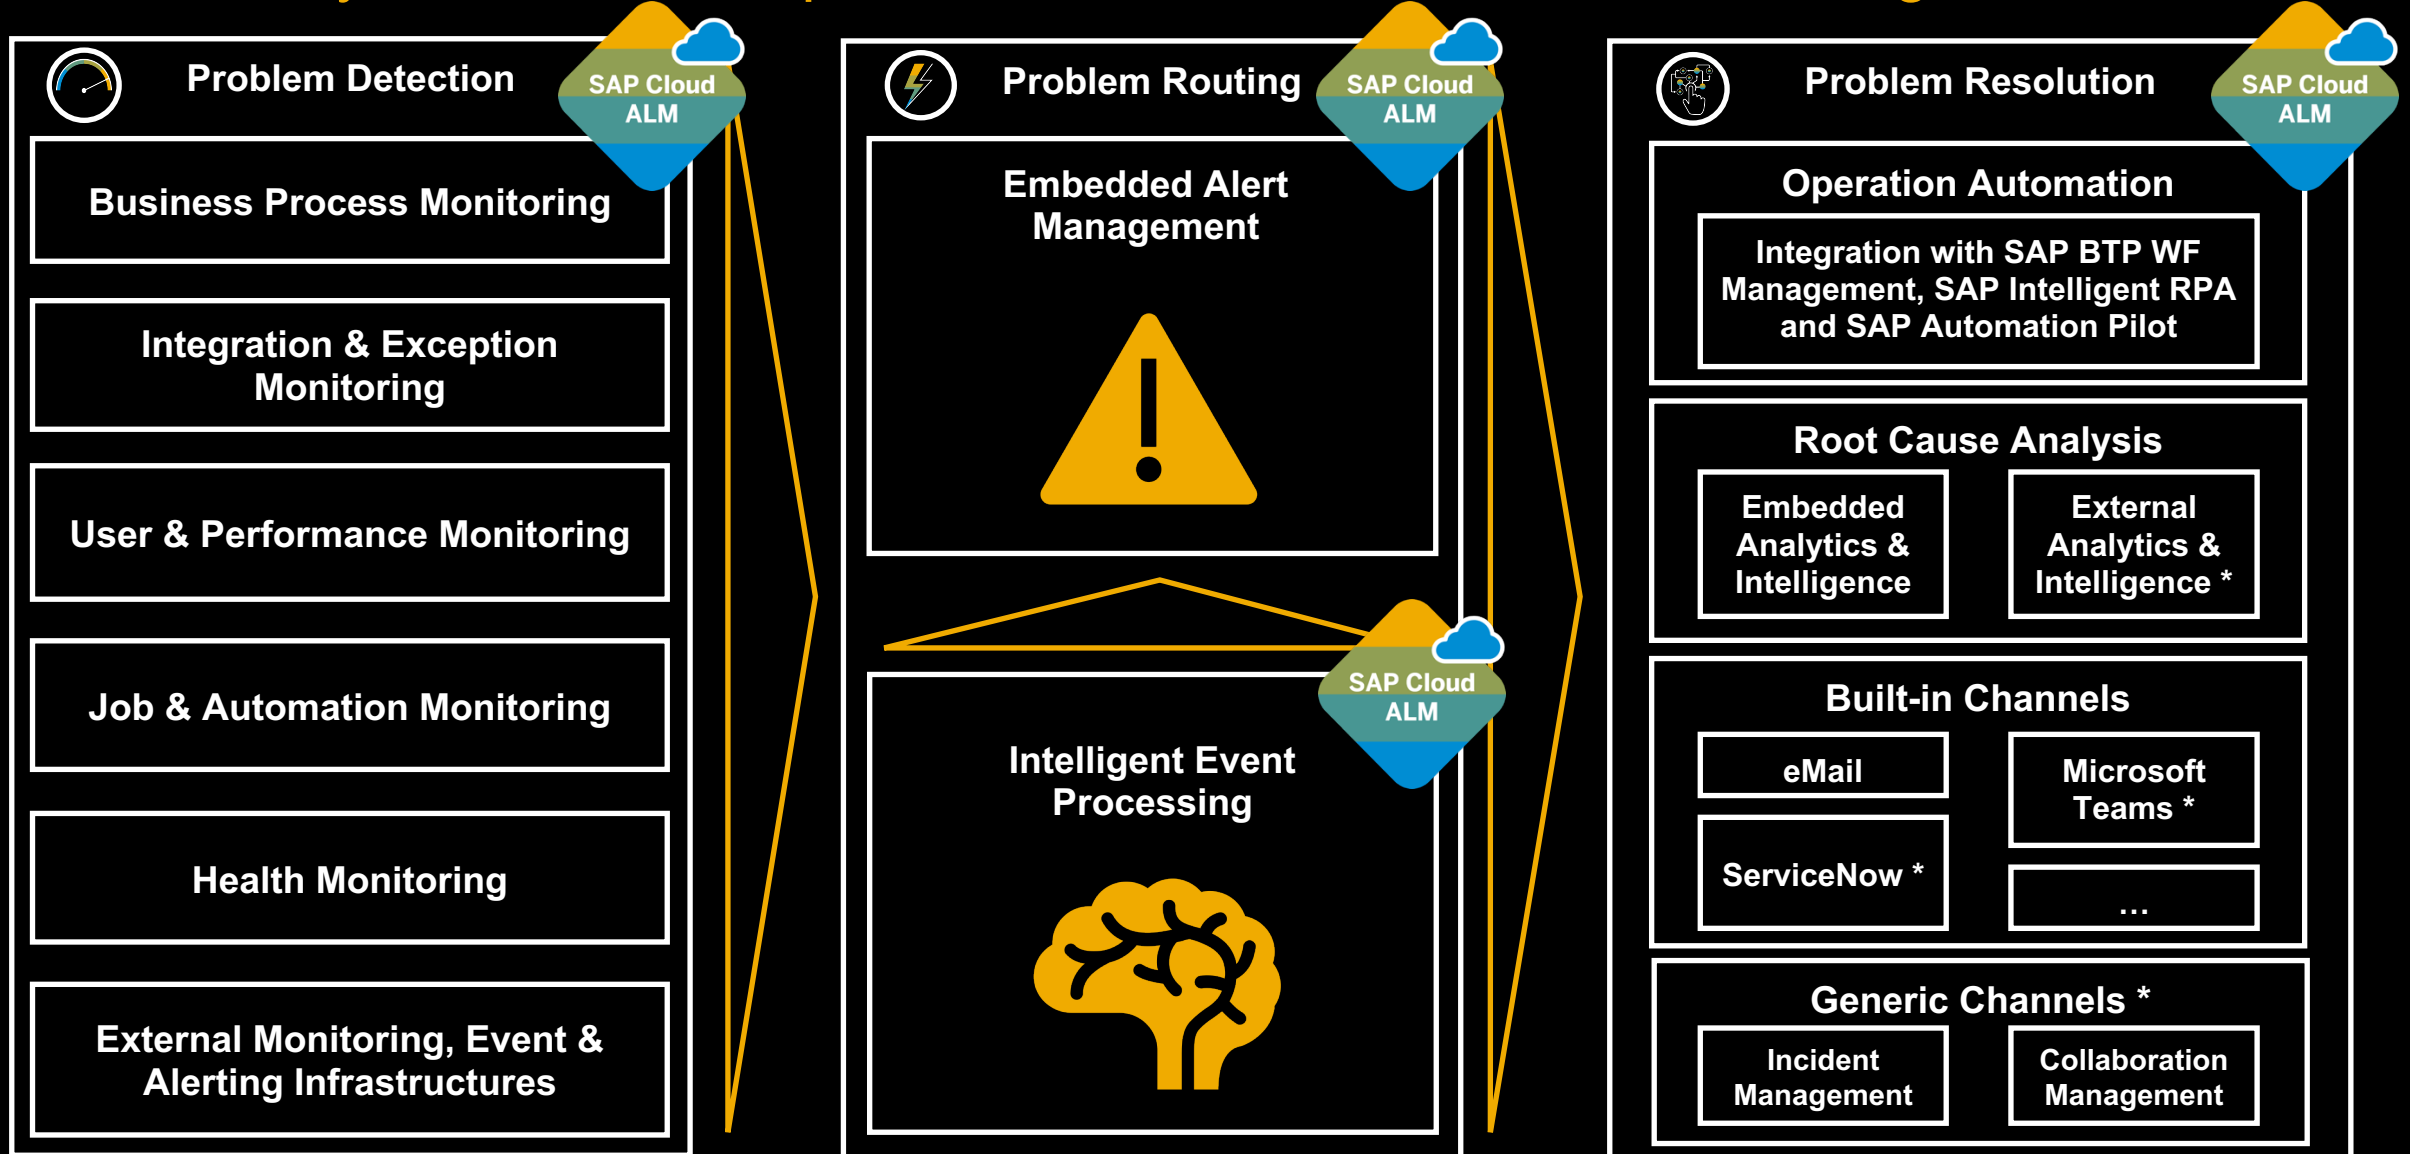 Problem Detection
SAP Cloud
ALM
Business Process Monitoring
Integration & Exception
Monitoring
User & Performance Monitoring
Job & Automation Monitoring
Health Monitoring
External Monitoring, Event &
Alerting Infrastructures
Problem Routing
SAP Cloud
ALM
Embedded Alert
Management
SAP Cloud
ALM
Intelligent Event
Processing
Problem Resolution
SAP Cloud
ALM
Operation Automation
Integration with SAP BTP WF
Management, SAP Intelligent RPA
and SAP Automation Pilot
Root Cause Analysis
Embedded
Analytics &
Intelligence
External
Analytics &
Intelligence *
Built-in Channels
eMail
Microsoft
Teams *
ServiceNow *
...
Generic Channels *
Incident
Management
Collaboration
Management